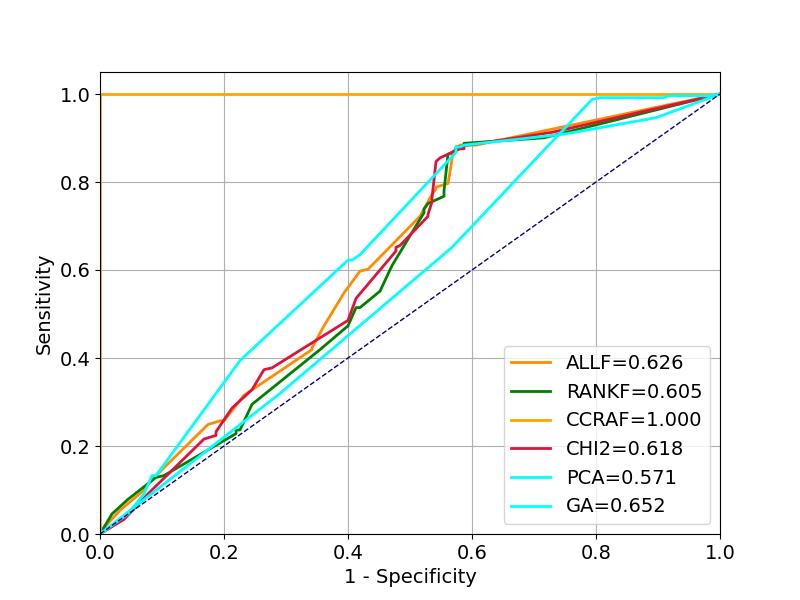 1.0
0.8
0.6
0.4
0.2
0.0
Sensitivity
ALLF=0.626
RANKF=0.605
CCRAF=1.000
CHI2=0.618
PCA=0.571
GA=0.652
0.0 0.2 0.4 0.6 0.8 1.0
1 - Specificity